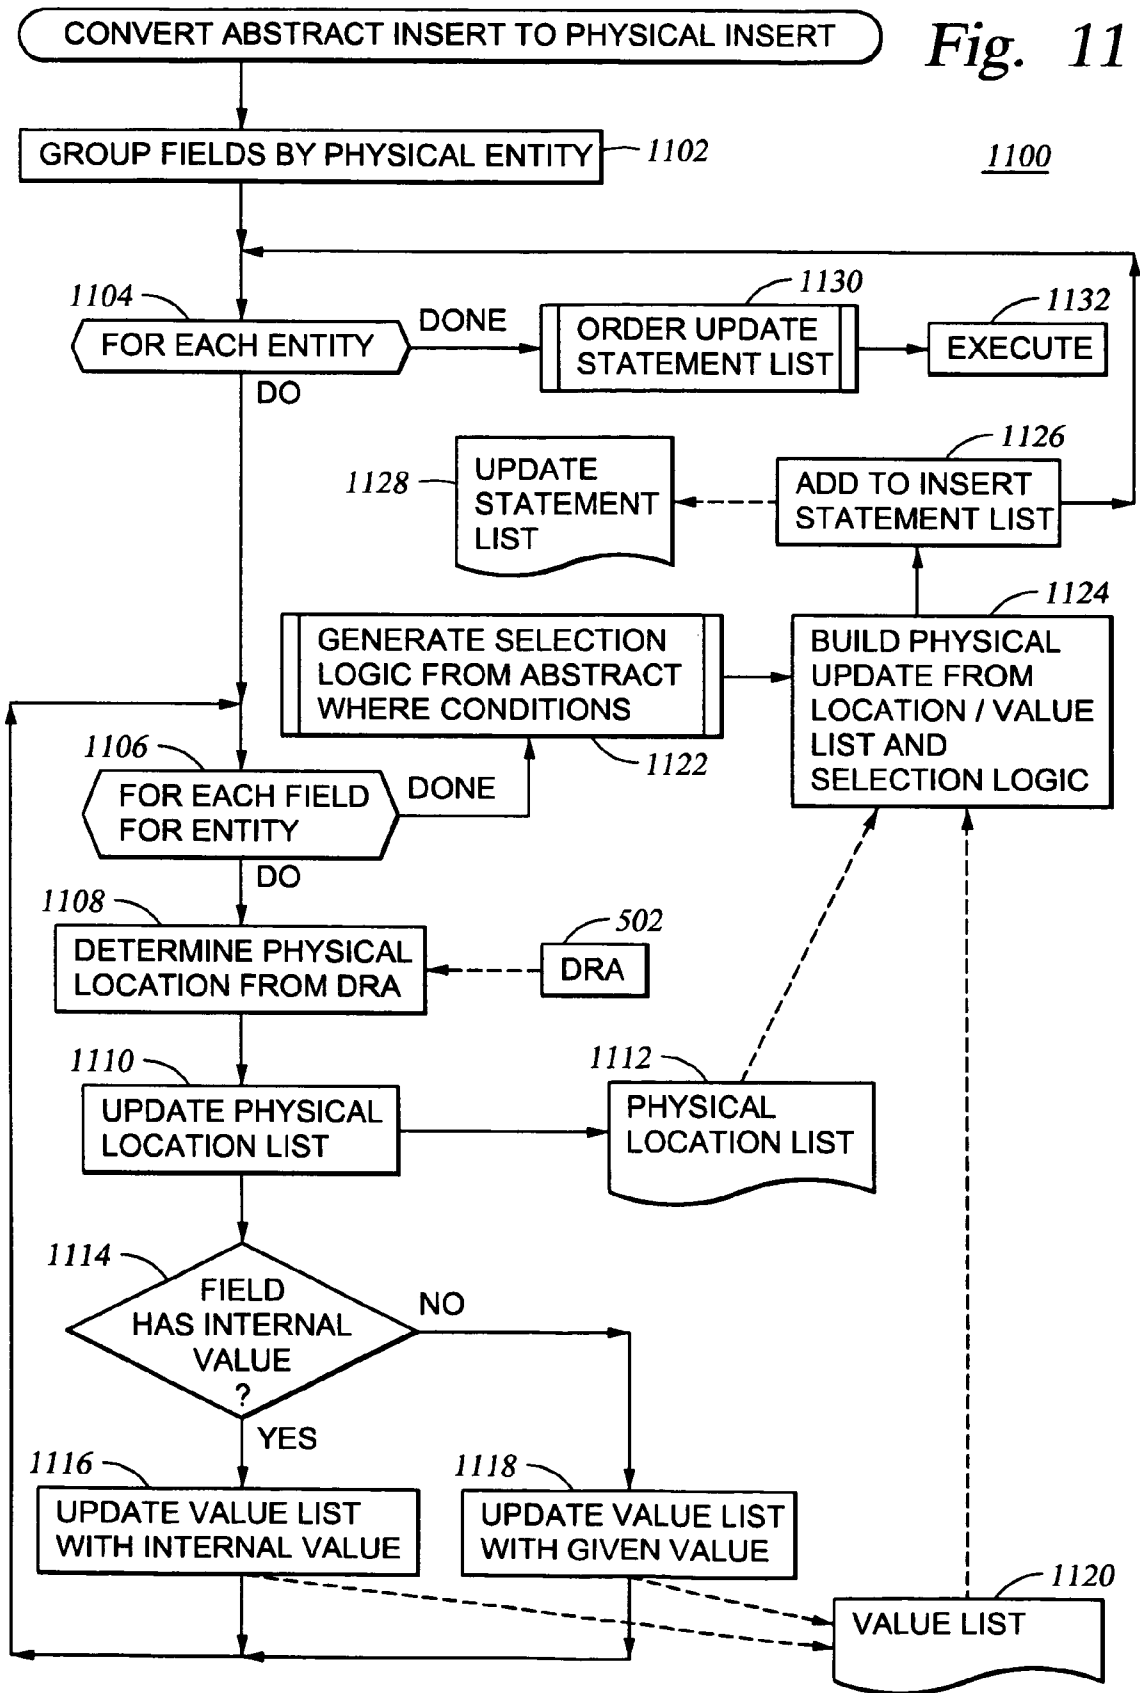 CONVERT ABSTRACT INSERT TO PHYSICAL INSERT
Fig. 11
GROUP FIELDS BY PHYSICAL ENTITY
1102
1100
1104
FOR EACH ENTITY
DONE
DO
1130
ORDER UPDATE
STATEMENT LIST
1132
EXECUTE
1128
UPDATE
STATEMENT
LIST
1126
ADD TO INSERT
STATEMENT LIST
GENERATE SELECTION
LOGIC FROM ABSTRACT
WHERE CONDITIONS
1122
1124
BUILD PHYSICAL
UPDATE FROM
LOCATION / VALUE
LIST AND
SELECTION LOGIC
1106
FOR EACH FIELD
FOR ENTITY
DONE
DO
1108
DETERMINE PHYSICAL
LOCATION FROM DRA
502
DRA
1110
UPDATE PHYSICAL
LOCATION LIST
1112
PHYSICAL
LOCATION LIST
1114
FIELD
HAS INTERNAL
VALUE
?
NO
YES
1116
UPDATE VALUE LIST
WITH INTERNAL VALUE
1118
UPDATE VALUE LIST
WITH GIVEN VALUE
1120
VALUE LIST